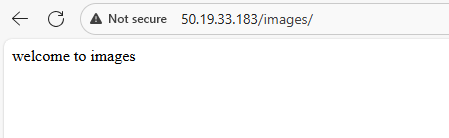 Not secure 50.19.33.183/images/
welcome to images